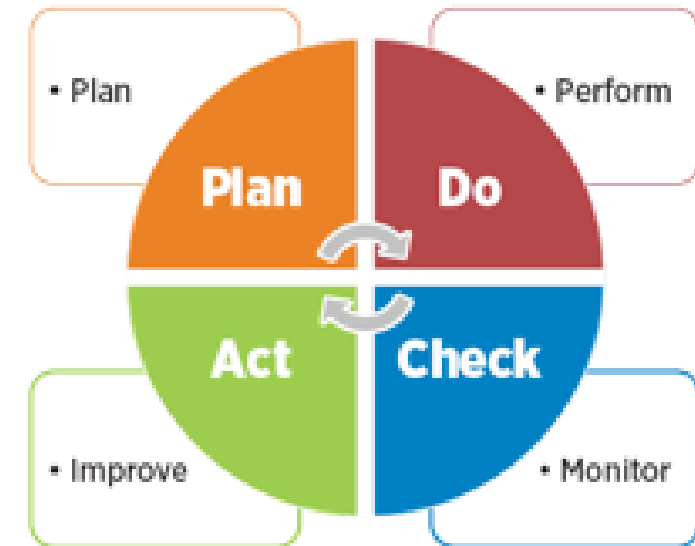 • Plan
• Perform
Plan
Do
Act
Check
• Improve
• Monitor